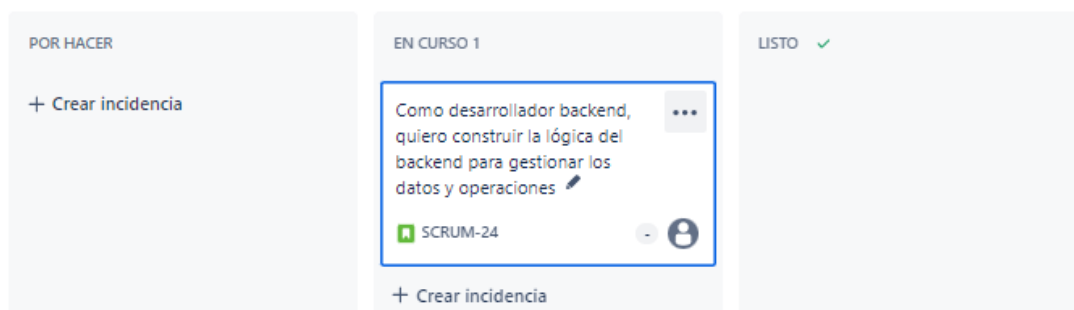 POR HACER
+ Crear incidencia
EN CURSO 1
Como desarrollador backend,
quiero construir la lógica del
backend para gestionar los
datos y operaciones
SCRUM-24
-
+ Crear incidencia
LISTO